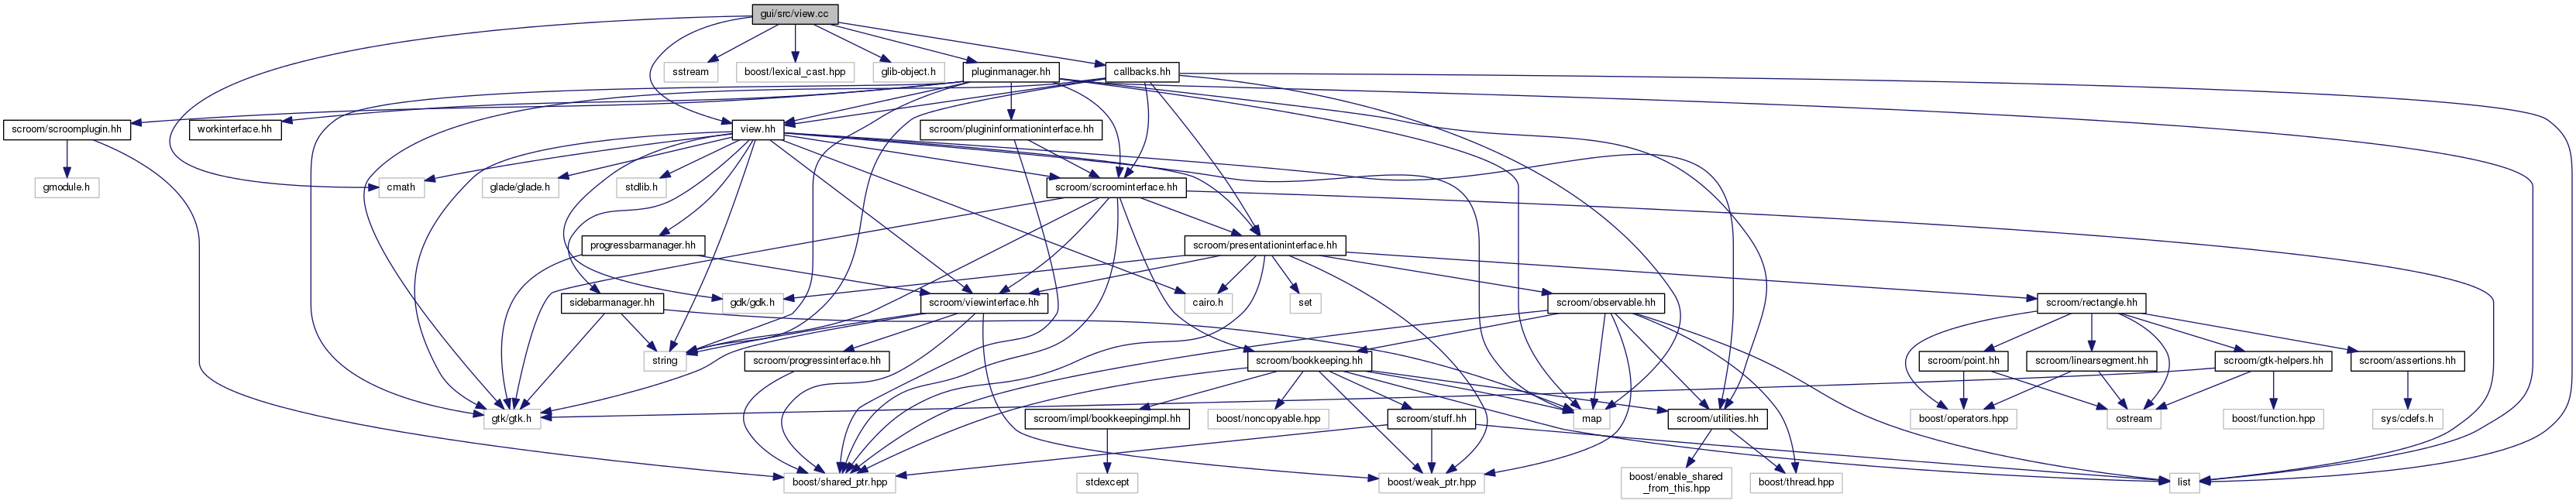 gui/src/view.cc
sstream
boost/lexical_cast.hpp
glib-object.h
pluginmanager.hh
callbacks.hh
scroom/scroomplugin.hh
workinterface.hh
view.hh
scroom/plugininformationinterface.hh
gmodule.h
cmath
glade/glade.h
stdlib.h
scroom/scroominterface.hh
progressbarmanager.hh
scroom/presentationinterface.hh
sidebarmanager.hh
gdk/gdk.h
scroom/viewinterface.hh
cairo.h
set
scroom/observable.hh
scroom/rectangle.hh
string
scroom/progressinterface.hh
scroom/bookkeeping.hh
scroom/point.hh
scroom/linearsegment.hh
scroom/gtk-helpers.hh
scroom/assertions.hh
gtk/gtk.h
scroom/impl/bookkeepingimpl.hh
boost/noncopyable.hpp
scroom/stuff.hh
map
scroom/utilities.hh
boost/operators.hpp
ostream
boost/function.hpp
sys/cdefs.h
boost/shared_ptr.hpp
stdexcept
boost/weak_ptr.hpp
boost/enable_shared
_from_this.hpp
boost/thread.hpp
list